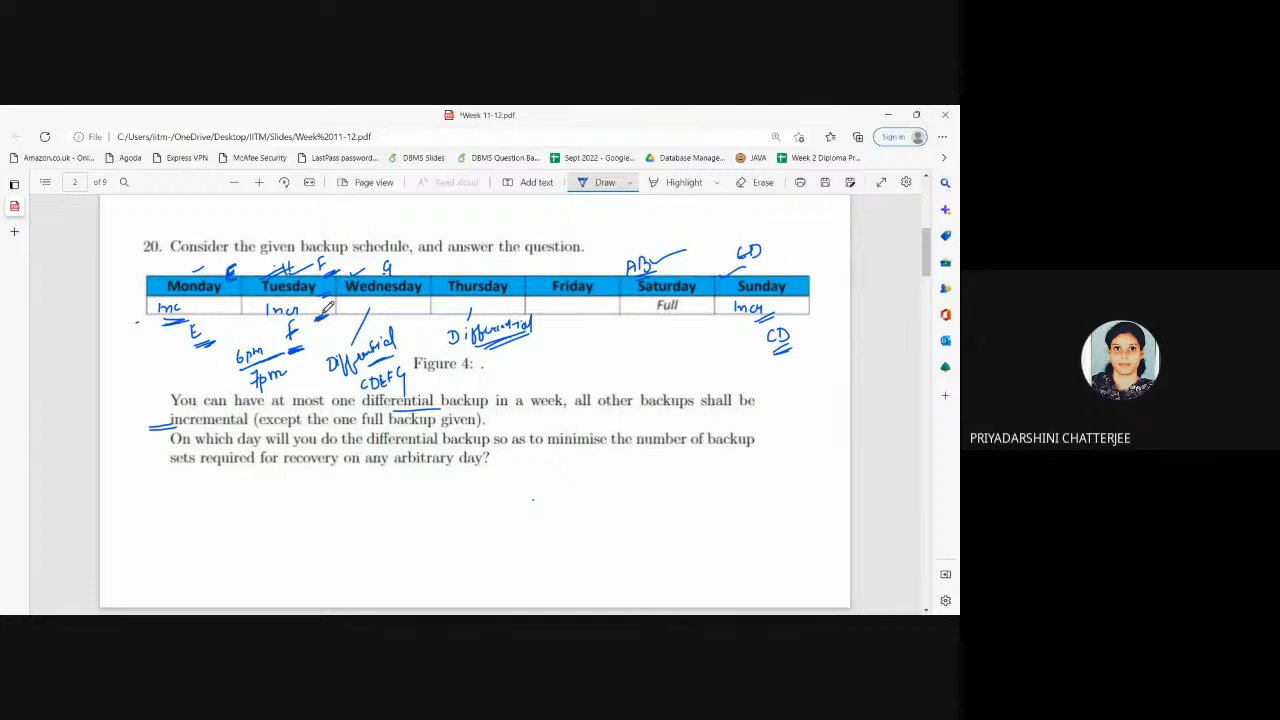 *Week 11-12.pdf
File
C:/Users/iitm-/OneDrive/Desktop/IITM/Slides/Week%2011-12.pdf
Sign in
Amazon.co.uk - Onl...
Agoda
Express VPN
McAfee Security
LastPass password...
DBMS Slides
DBMS Question Ba...
Sept 2022 - Google...
Database Manage...
JAVA
Week 2 Diploma Pr...
2 of 9
Page view
Read aloud
Add text
Draw
Highlight
Erase
20. Consider the given backup schedule, and answer the question.
E F G AB
Monday Tuesday Wednesday Thursday Friday Saturday Sunday
Inc Incr Full Incr
E F Differential Differential CD
6pm
7pm
CDEFG
Figure 4: .
You can have at most one differential backup in a week, all other backups shall be
incremental (except the one full backup given).
On which day will you do the differential backup so as to minimise the number of backup
sets required for recovery on any arbitrary day?
PRIYADARSHINI CHATTERJEE